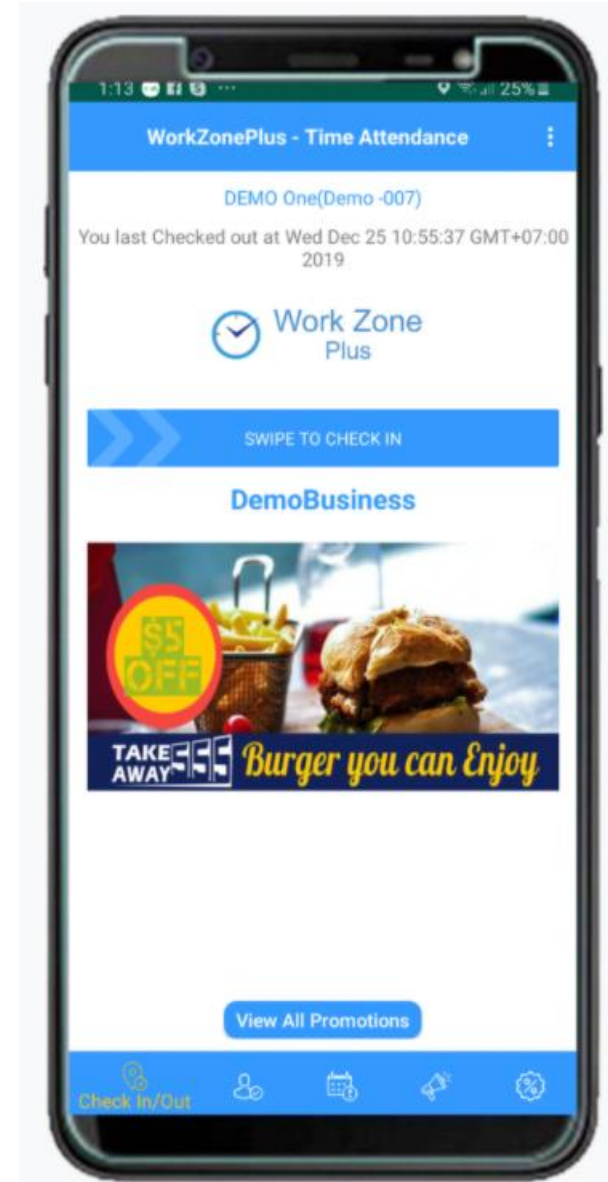 1:13 ... 25%
WorkZonePlus - Time Attendance
DEMO One(Demo -007)
You last Checked out at Wed Dec 25 10:55:37 GMT+07:00
2019
Work Zone
Plus
SWIPE TO CHECK IN
DemoBusiness
$5
OFF
TAKE
AWAY
Burger you can Enjoy
View All Promotions
Check In/Out